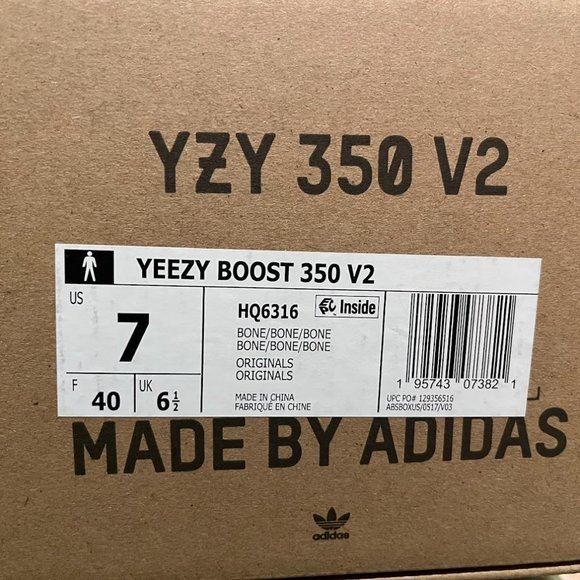 YZY 350 V2
YEEZY BOOST 350 V2
US
7
F
40
UK
6 1/2
HQ6316
Inside
BONE/BONE/BONE
BONE/BONE/BONE
ORIGINALS
ORIGINALS
MADE IN CHINA
FABRIQUÉ EN CHINE
1 95743 07382 1
UPC PO# 129356516
ABSBOXUS/0517/V03
MADE BY ADIDAS
adidas